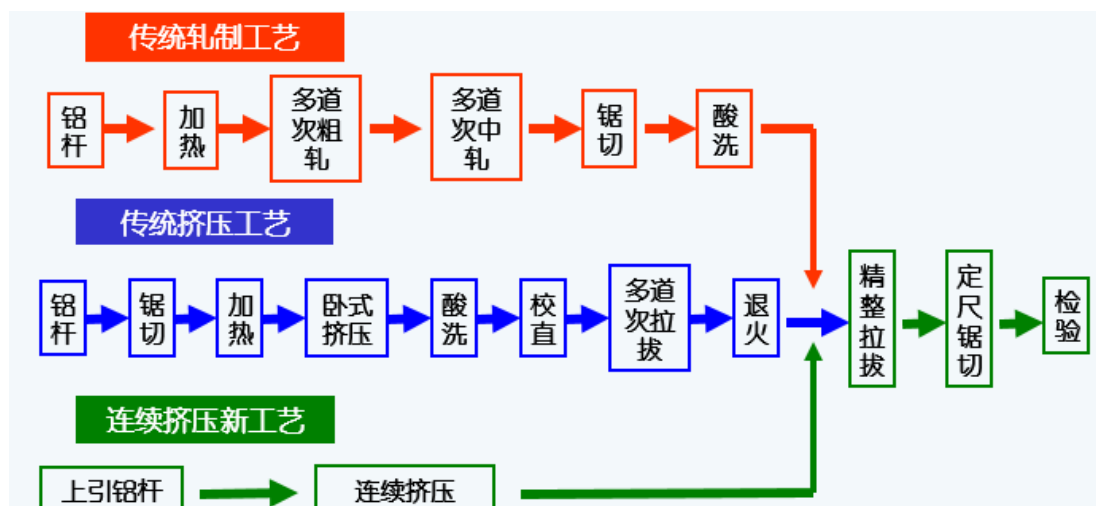 传统轧制工艺
铝
杆
加
热
多道
次粗
轧
多道
次中
轧
锯
切
酸
洗
传统挤压工艺
铝
杆
锯
切
加
热
卧式
挤压
酸
洗
校
直
多道
次拉
拔
退
火
精
整
拉
拔
定
尺
锯
切
检
验
连续挤压新工艺
上引铝杆
连续挤压